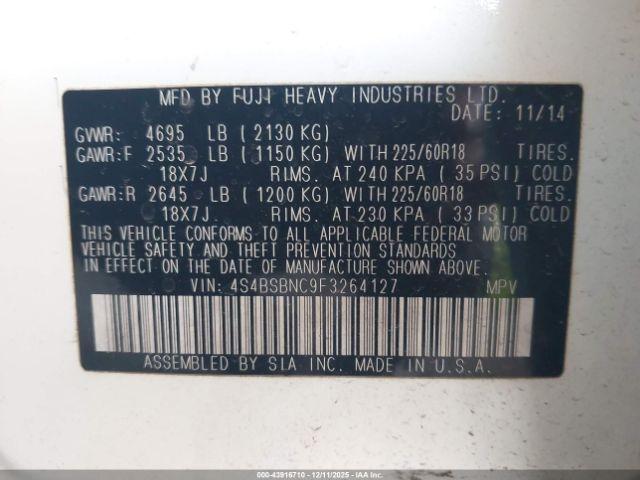 MFD BY FUJI HEAVY INDUSTRIES LTD.
DATE: 11/14
GVWR: 4695 LB (2130 KG)
GAWR:F 2535 LB (1150 KG) WITH 225/60R18 TIRES.
18X7J RIMS. AT 240 KPA (35 PSI) COLD
GAWR:R 2645 LB (1200 KG) WITH 225/60R18 TIRES.
18X7J. RIMS. AT 230 KPA (33 PSI) COLD
THIS VEHICLE CONFORMS TO ALL APPLICABLE FEDERAL MOTOR
VEHICLE SAFETY AND THEFT PREVENTION STANDARDS
IN EFFECT ON THE DATE OF MANUFACTURE SHOWN ABOVE.
VIN: 4S4BSBNC9F3264127 MPV
ASSEMBLED BY SIA INC. MADE IN U.S.A.
000-43916710 - 12/11/2025 - IAAI.COM